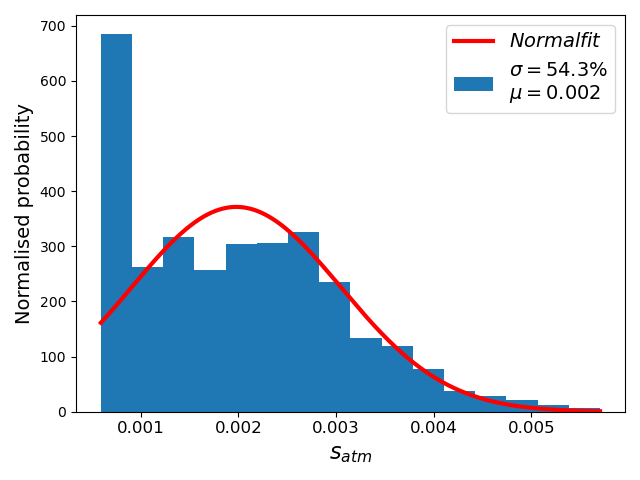 700
600
500
400
300
200
100
0
Normalised probability
Normalfit
σ = 54.3%
μ = 0.002
0.001 0.002 0.003 0.004 0.005
s_atm